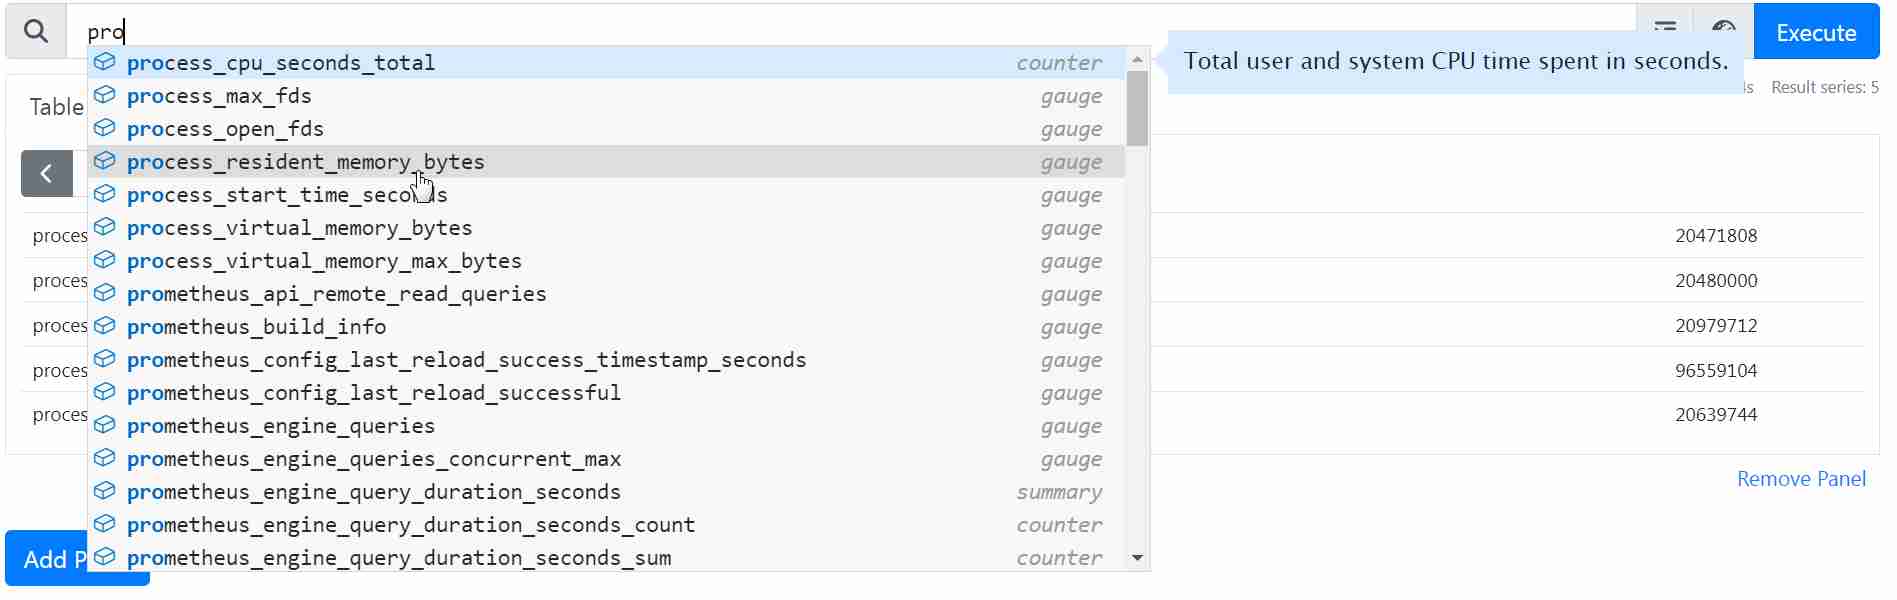 pro
Execute
process_cpu_seconds_total counter
Total user and system CPU time spent in seconds.
process_max_fds gauge
Result series: 5
Table
process_open_fds gauge
process_resident_memory_bytes gauge
process_start_time_seconds gauge
process_virtual_memory_bytes gauge
proces
20471808
process_virtual_memory_max_bytes gauge
proces
20480000
prometheus_api_remote_read_queries gauge
prometheus_build_info gauge
proces
20979712
prometheus_config_last_reload_success_timestamp_seconds gauge
proces
96559104
prometheus_config_last_reload_successful gauge
proces
20639744
prometheus_engine_queries gauge
prometheus_engine_queries_concurrent_max gauge
Remove Panel
prometheus_engine_query_duration_seconds summary
prometheus_engine_query_duration_seconds_count counter
Add P
prometheus_engine_query_duration_seconds_sum counter